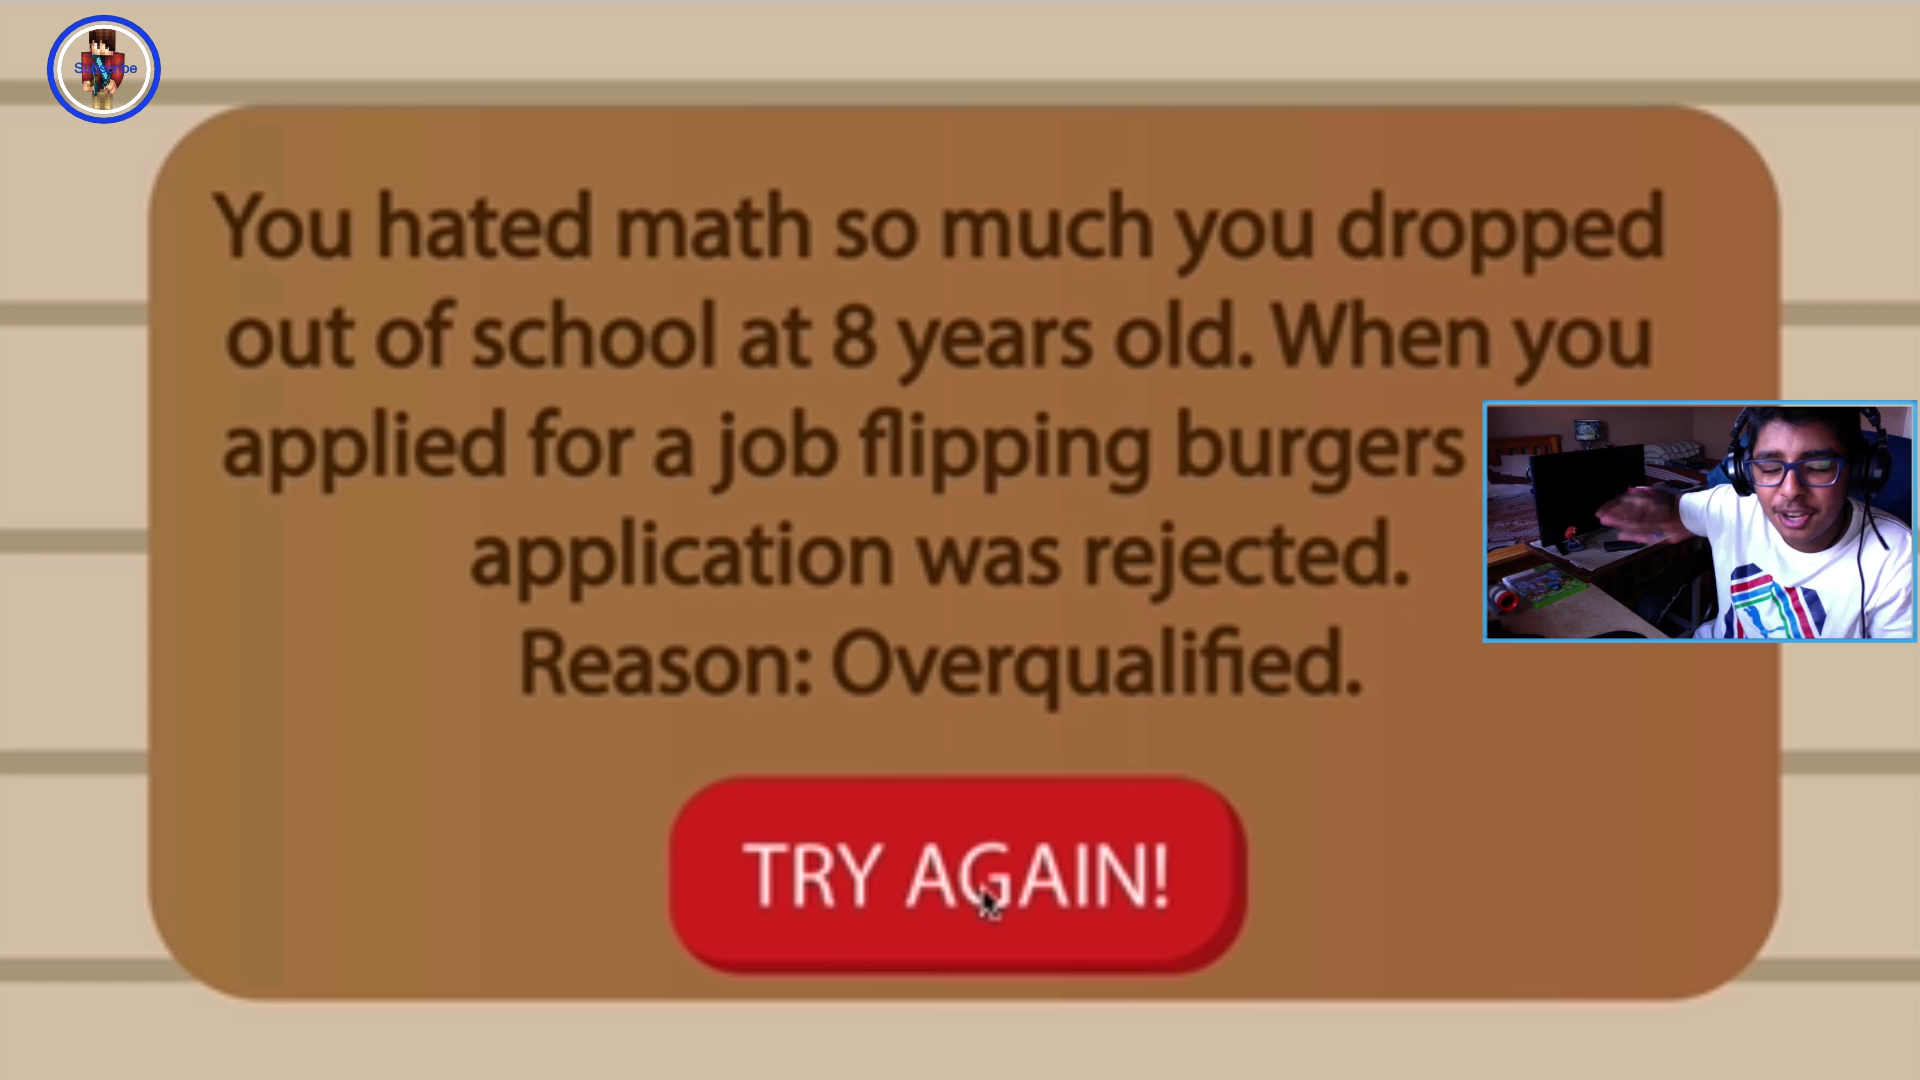 Subscribe
You hated math so much you dropped
out of school at 8 years old. When you
applied for a job flipping burgers
application was rejected.
Reason: Overqualified.
TRY AGAIN!